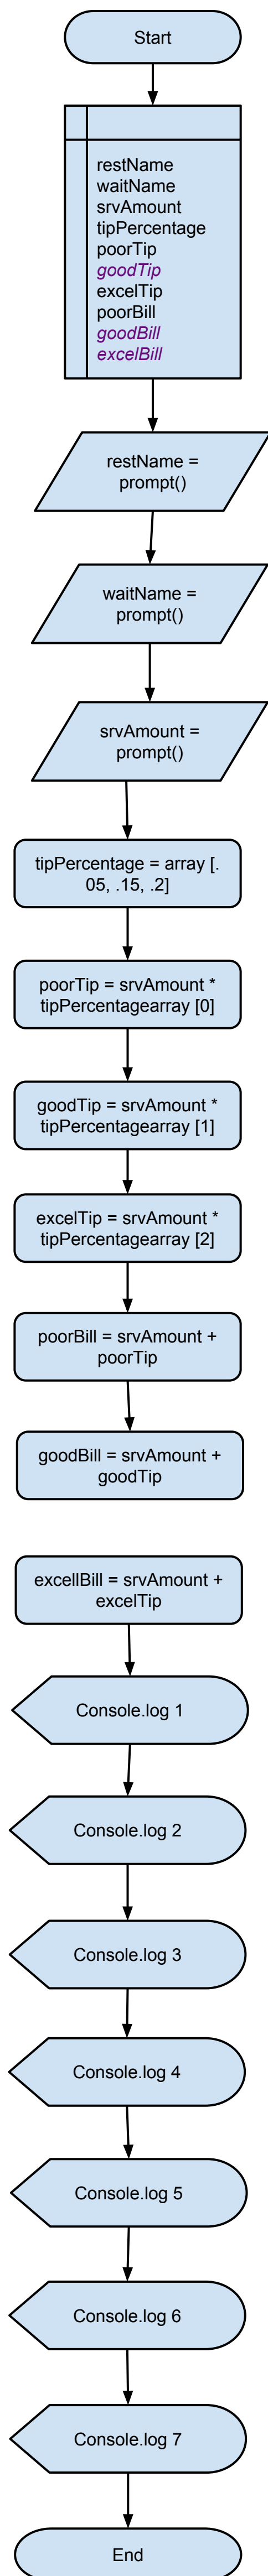 Start
restName
waitName
srvAmount
tipPercentage
poorTip
goodTip
excelTip
poorBill
goodBill
excelBill
restName =
prompt()
waitName =
prompt()
srvAmount =
prompt()
tipPercentage = array [.
05, .15, .2]
poorTip = srvAmount *
tipPercentagearray [0]
goodTip = srvAmount *
tipPercentagearray [1]
excelTip = srvAmount *
tipPercentagearray [2]
poorBill = srvAmount +
poorTip
goodBill = srvAmount +
goodTip
excellBill = srvAmount +
excelTip
Console.log 1
Console.log 2
Console.log 3
Console.log 4
Console.log 5
Console.log 6
Console.log 7
End